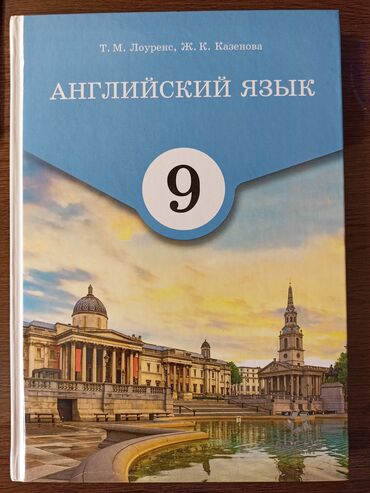 Т. М. Лоуренс, Ж. К. Казенова
АНГЛИЙСКИЙ ЯЗЫК
9